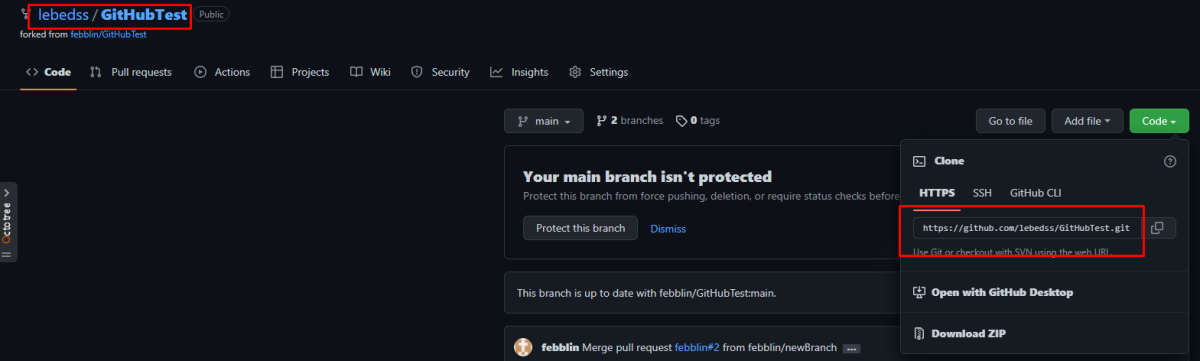 lebedss / GitHubTest Public
forked from febblin/GitHubTest
Code Pull requests Actions Projects Wiki Security Insights Settings
main 2 branches 0 tags Go to file Add file Code
Clone
HTTPS SSH GitHub CLI
https://github.com/lebedss/GitHubTest.git
Use Git or checkout with SVN using the web URL.
Open with GitHub Desktop
Download ZIP
Your main branch isn't protected
Protect this branch from force pushing, deletion, or require status checks before
Protect this branch Dismiss
This branch is up to date with febblin/GitHubTest:main.
febblin Merge pull request febblin#2 from febblin/newBranch ...
Octotree